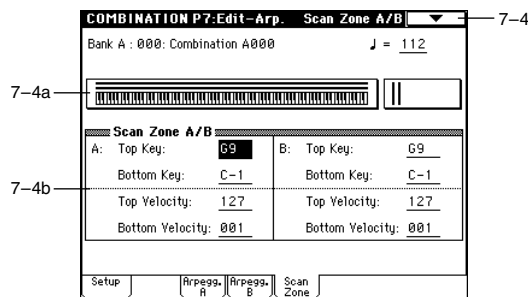 COMBINATION P7:Edit-Arp. Scan Zone A/B
7–4
Bank A : 000: Combination A000 ♩ = 112
7–4a
Scan Zone A/B
A: Top Key: G9 B: Top Key: G9
Bottom Key: C-1 Bottom Key: C-1
7–4b
Top Velocity: 127 Top Velocity: 127
Bottom Velocity: 001 Bottom Velocity: 001
Setup Arpegg. A Arpegg. B Scan Zone